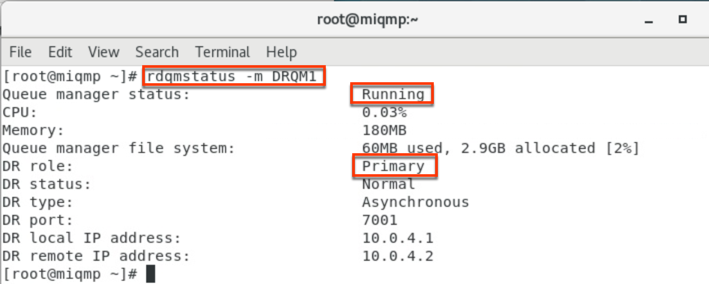 root@miqmp:~
File Edit View Search Terminal Help
[root@miqmp ~]# rdqmstatus -m DRQM1
Queue manager status: Running
CPU: 0.03%
Memory: 180MB
Queue manager file system: 60MB used, 2.9GB allocated [2%]
DR role: Primary
DR status: Normal
DR type: Asynchronous
DR port: 7001
DR local IP address: 10.0.4.1
DR remote IP address: 10.0.4.2
[root@miqmp ~]#